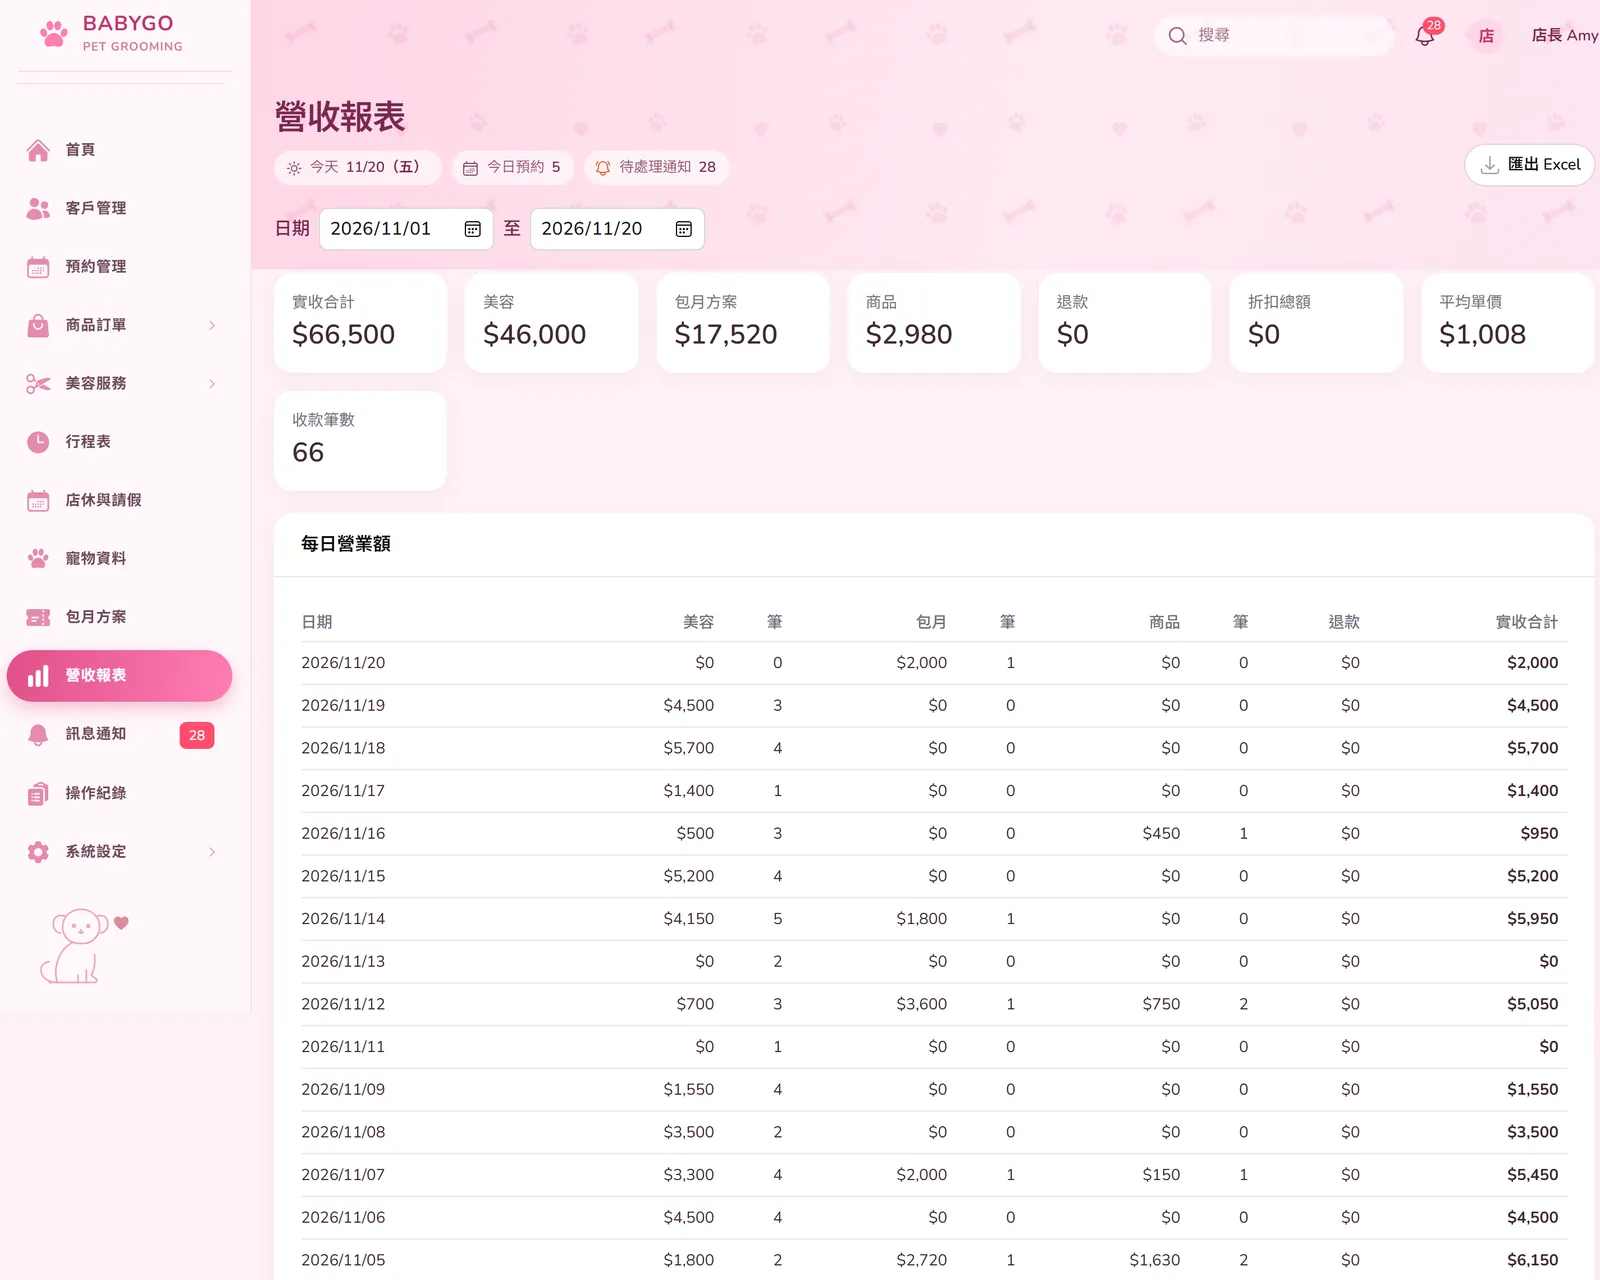 BABYGO
PET GROOMING
首頁
客戶管理
預約管理
商品訂單
美容服務
行程表
店休與請假
寵物資料
包月方案
營收報表
訊息通知 28
操作紀錄
系統設定
搜尋
28
店
店長 Amy
營收報表
今天 11/20（五）
今日預約 5
待處理通知 28
匯出 Excel
日期 2026/11/01 至 2026/11/20
實收合計
$66,500
美容
$46,000
包月方案
$17,520
商品
$2,980
退款
$0
折扣總額
$0
平均單價
$1,008
收款筆數
66
每日營業額
日期 美容 筆 包月 筆 商品 筆 退款 實收合計
2026/11/20 $0 0 $2,000 1 $0 0 $0 $2,000
2026/11/19 $4,500 3 $0 0 $0 0 $0 $4,500
2026/11/18 $5,700 4 $0 0 $0 0 $0 $5,700
2026/11/17 $1,400 1 $0 0 $0 0 $0 $1,400
2026/11/16 $500 3 $0 0 $450 1 $0 $950
2026/11/15 $5,200 4 $0 0 $0 0 $0 $5,200
2026/11/14 $4,150 5 $1,800 1 $0 0 $0 $5,950
2026/11/13 $0 2 $0 0 $0 0 $0 $0
2026/11/12 $700 3 $3,600 1 $750 2 $0 $5,050
2026/11/11 $0 1 $0 0 $0 0 $0 $0
2026/11/09 $1,550 4 $0 0 $0 0 $0 $1,550
2026/11/08 $3,500 2 $0 0 $0 0 $0 $3,500
2026/11/07 $3,300 4 $2,000 1 $150 1 $0 $5,450
2026/11/06 $4,500 4 $0 0 $0 0 $0 $4,500
2026/11/05 $1,800 2 $2,720 1 $1,630 2 $0 $6,150